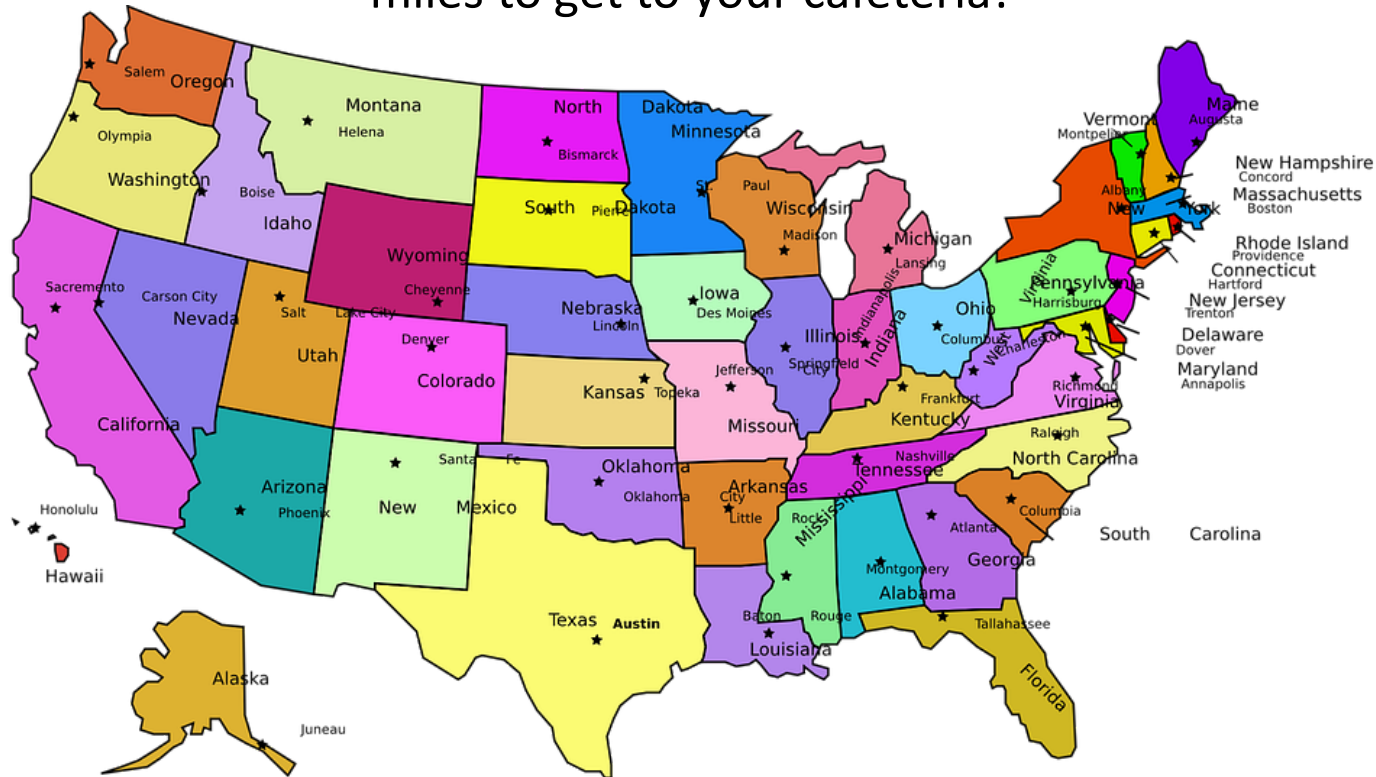 miles to get to your cafeteria?
Salem Oregon
Olympia
Washington
Boise
Idaho
Montana
Helena
North Dakota
Bismarck
Minnesota
St. Paul
South Dakota
Pierre
Wisconsin
Madison
Michigan
Lansing
Wyoming
Cheyenne
Sacremento
Carson City
Nevada
Salt Lake City
Utah
California
Denver
Colorado
Nebraska
Lincoln
Iowa
Des Moines
Kansas
Topeka
Jefferson City
Missouri
Illinois
Springfield
Indianapolis
Indiana
Ohio
Columbus
West Virginia
Charleston
Pennsylvania
Harrisburg
Vermont
Montpelier
Maine
Augusta
Albany
New York
New Hampshire
Concord
Massachusetts
Boston
Rhode Island
Providence
Connecticut
Hartford
New Jersey
Trenton
Delaware
Dover
Maryland
Annapolis
Richmond
Virginia
Frankfurt
Kentucky
Raleigh
North Carolina
Nashville
Tennessee
Columbia
South Carolina
Atlanta
Georgia
Montgomery
Alabama
Mississippi
Arkansas
Little Rock
Oklahoma
Oklahoma City
Santa Fe
New Mexico
Arizona
Phoenix
Texas Austin
Baton Rouge
Louisiana
Tallahassee
Florida
Honolulu
Hawaii
Alaska
Juneau